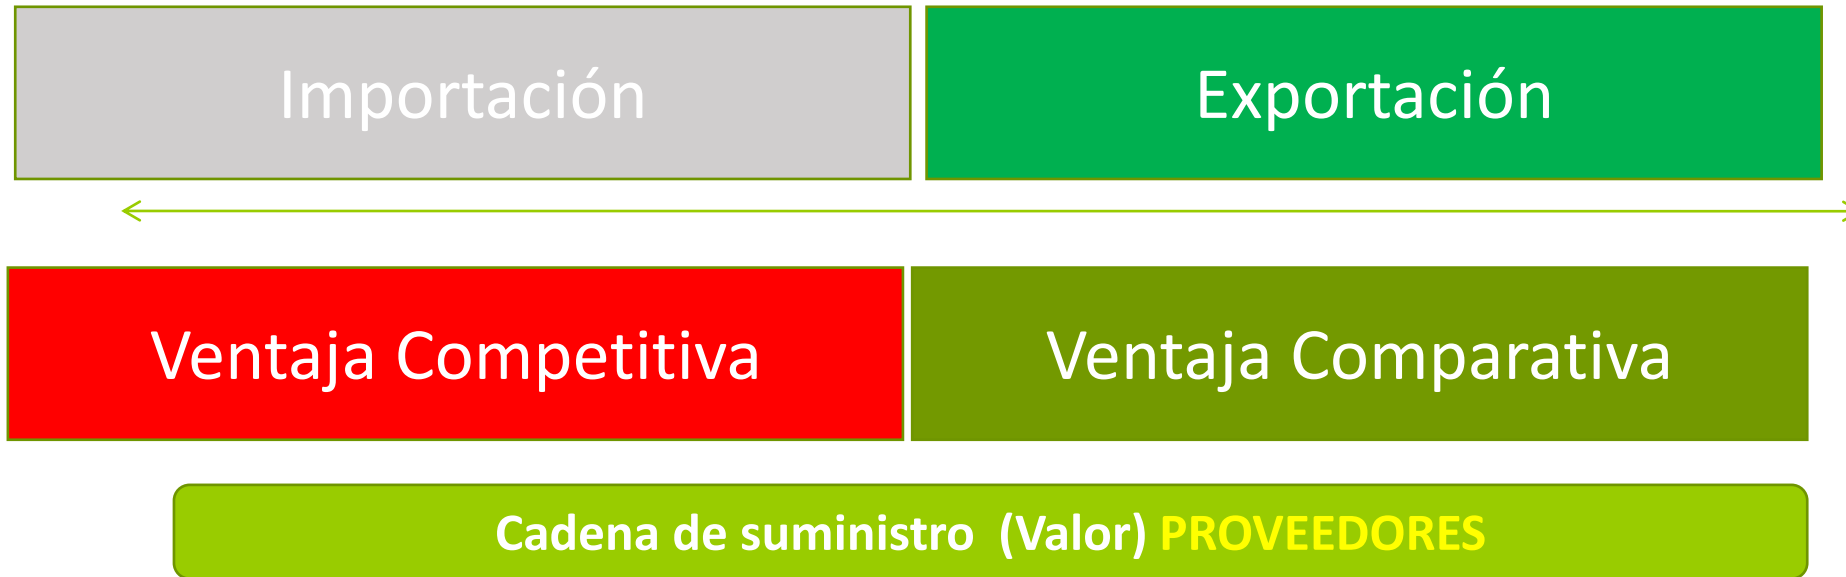 Importación
Exportación
Ventaja Competitiva
Ventaja Comparativa
Cadena de suministro (Valor) PROVEEDORES